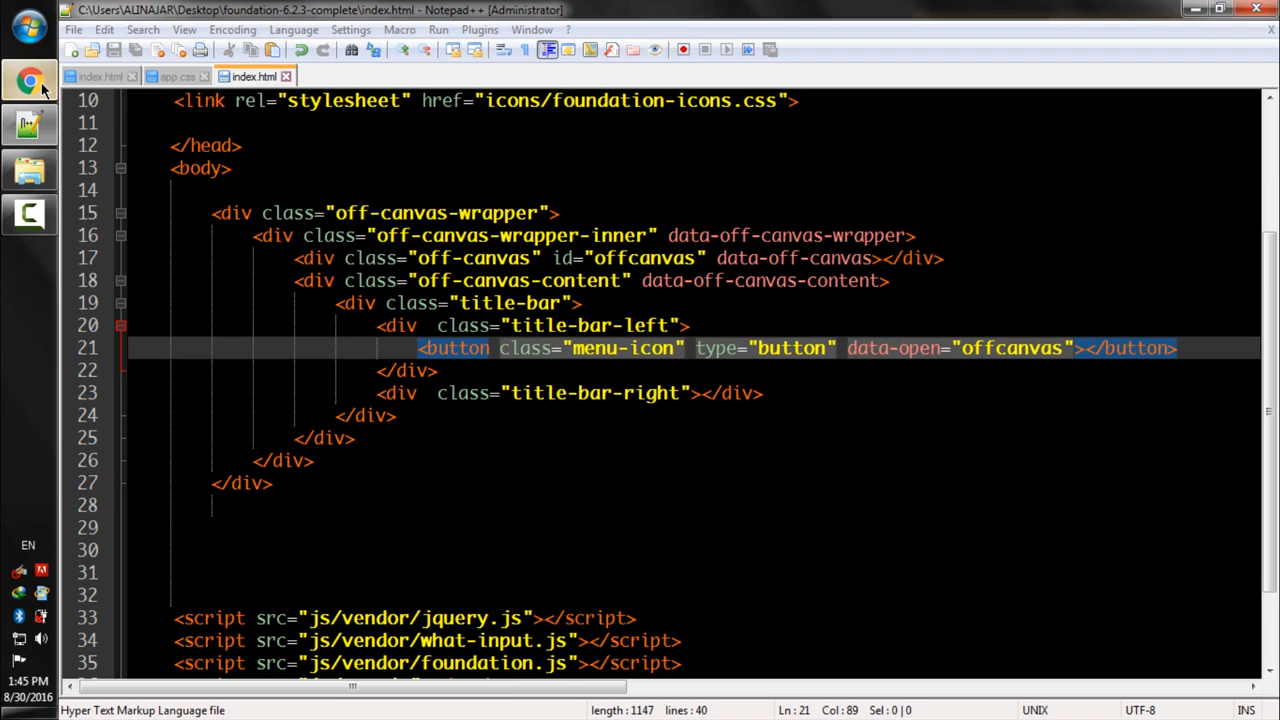 C:\Users\ALINAJAR\Desktop\foundation-6.2.3-complete\index.html - Notepad++ [Administrator]
File Edit Search View Encoding Language Settings Macro Run Plugins Window ?
index.html app.css index.html
10 <link rel="stylesheet" href="icons/foundation-icons.css">
11
12 </head>
13 <body>
14
15 <div class="off-canvas-wrapper">
16 <div class="off-canvas-wrapper-inner" data-off-canvas-wrapper>
17 <div class="off-canvas" id="offcanvas" data-off-canvas></div>
18 <div class="off-canvas-content" data-off-canvas-content>
19 <div class="title-bar">
20 <div  class="title-bar-left">
21 <button class="menu-icon" type="button" data-open="offcanvas"></button>
22 </div>
23 <div  class="title-bar-right"></div>
24 </div>
25 </div>
26 </div>
27 </div>
28
29
30
31
32
33 <script src="js/vendor/jquery.js"></script>
34 <script src="js/vendor/what-input.js"></script>
35 <script src="js/vendor/foundation.js"></script>
EN
1:45 PM
8/30/2016
Hyper Text Markup Language file length : 1147 lines : 40 Ln : 21 Col : 89 Sel : 0 | 0 UNIX UTF-8 INS